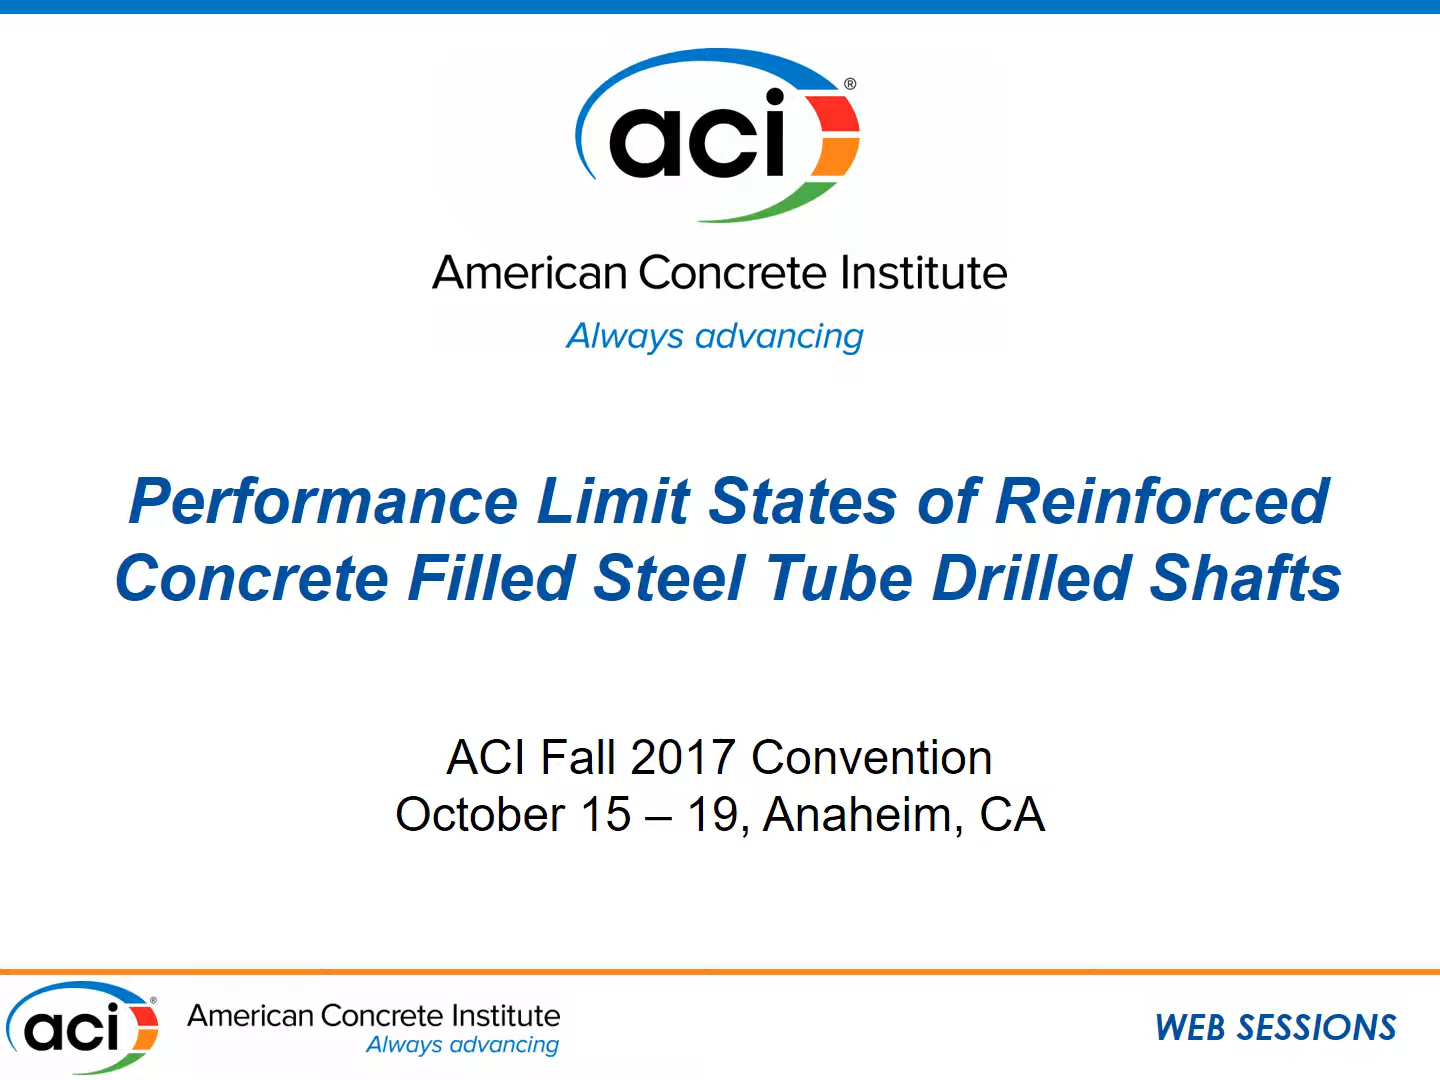 aci®
American Concrete Institute
Always advancing
Performance Limit States of Reinforced
Concrete Filled Steel Tube Drilled Shafts
ACI Fall 2017 Convention
October 15 – 19, Anaheim, CA
aci®
American Concrete Institute
Always advancing
WEB SESSIONS